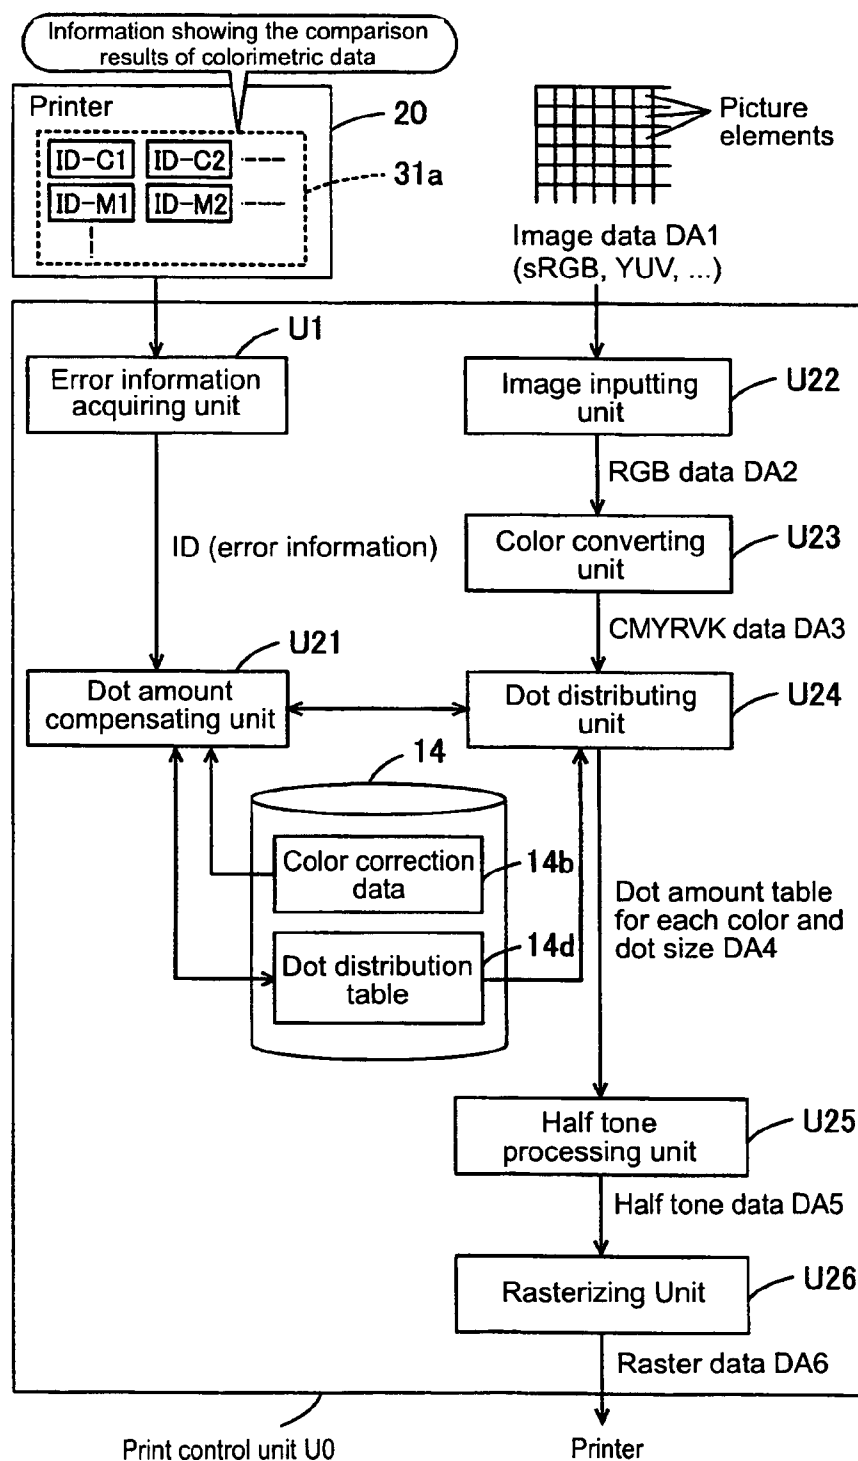 Information showing the comparison
results of colorimetric data
Printer
20
ID-C1
ID-C2
31a
ID-M1
ID-M2
Picture
elements
Image data DA1
(sRGB, YUV, ...)
U1
Error information
acquiring unit
Image inputting
unit
U22
RGB data DA2
ID (error information)
Color converting
unit
U23
CMYRVK data DA3
U21
Dot amount
compensating unit
Dot distributing
unit
U24
14
Color correction
data
14b
Dot distribution
table
14d
Dot amount table
for each color and
dot size DA4
Half tone
processing unit
U25
Half tone data DA5
Rasterizing Unit
U26
Raster data DA6
Print control unit U0
Printer